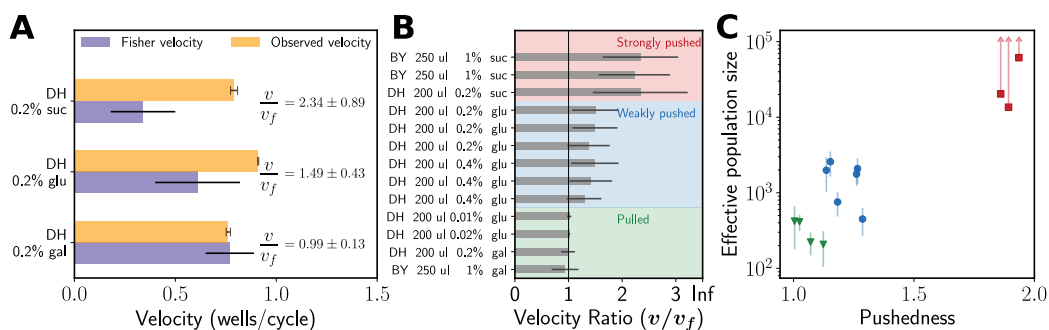 A
Fisher velocity
Observed velocity
DH
0.2% suc
v/v_f = 2.34 ± 0.89
DH
0.2% glu
v/v_f = 1.49 ± 0.43
DH
0.2% gal
v/v_f = 0.99 ± 0.13
0.0 0.5 1.0 1.5
Velocity (wells/cycle)
B
Strongly pushed
BY 250 ul 1% suc
BY 250 ul 1% suc
DH 200 ul 0.2% suc
DH 200 ul 0.2% glu
Weakly pushed
DH 200 ul 0.2% glu
DH 200 ul 0.2% glu
DH 200 ul 0.4% glu
DH 200 ul 0.4% glu
DH 200 ul 0.4% glu
DH 200 ul 0.01% glu
Pulled
DH 200 ul 0.02% glu
DH 200 ul 0.2% gal
BY 250 ul 1% gal
0 1 2 3 Inf
Velocity Ratio (v/v_f)
C
Effective population size
10^5
10^4
10^3
10^2
1.0 1.5 2.0
Pushedness